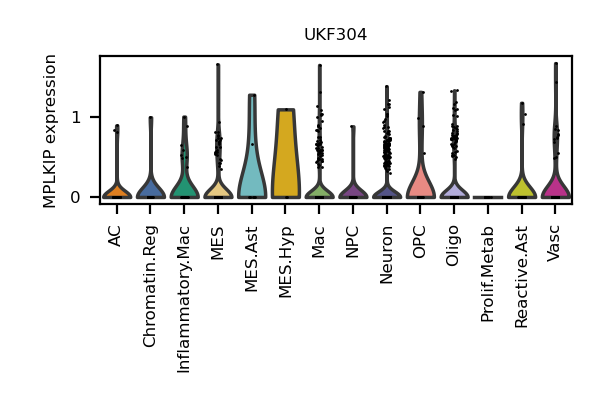 UKF304
MPLKIP expression
1
0
AC
Chromatin.Reg
Inflammatory.Mac
MES
MES.Ast
MES.Hyp
Mac
NPC
Neuron
OPC
Oligo
Prolif.Metab
Reactive.Ast
Vasc